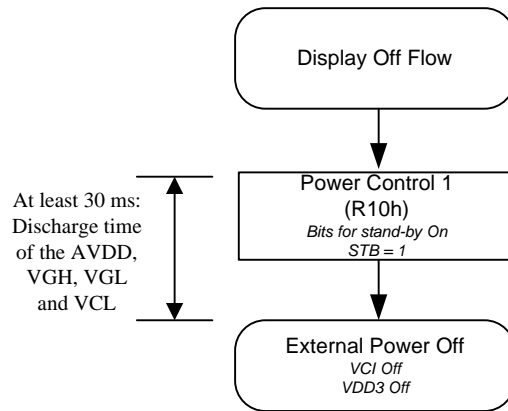 Display Off Flow
At least 30 ms:
Discharge time
of the AVDD,
VGH, VGL
and VCL
Power Control 1
(R10h)
Bits for stand-by On
STB = 1
External Power Off
VCI Off
VDD3 Off